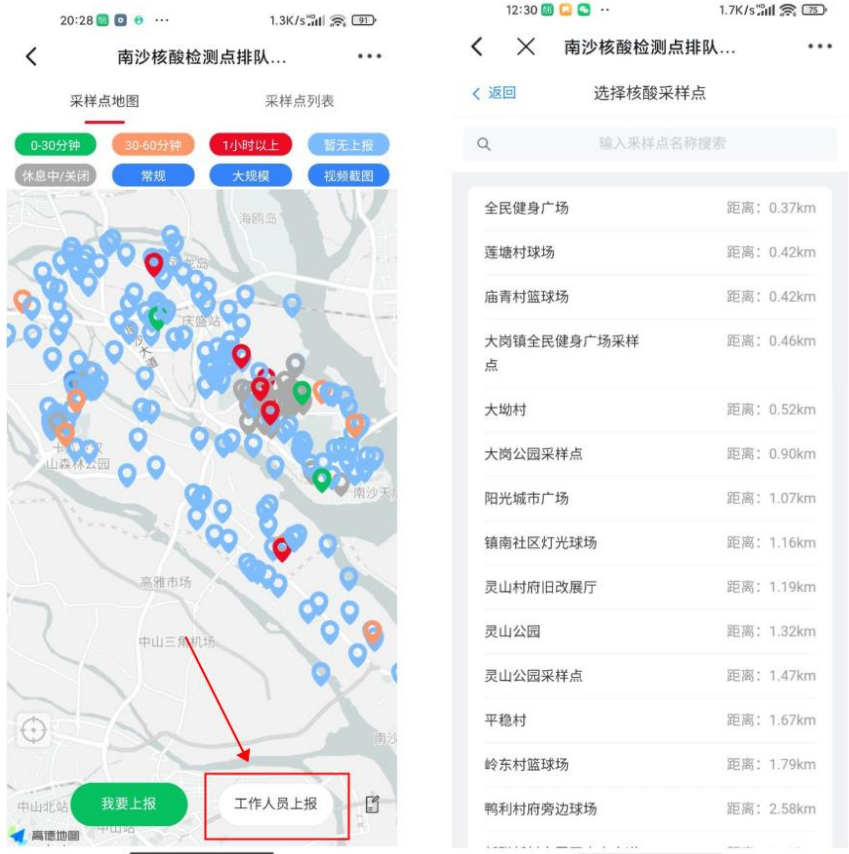 20:28
1.3K/s
91
南沙核酸检测点排队...
采样点地图
采样点列表
0-30分钟
30-60分钟
1小时以上
暂无上报
休息中/关闭
常规
大规模
视频截图
海鸥岛
庆盛站
大道
山森林公园
南沙天
高雅市场
中山三角机场
南沙
中山北站
我要上报
工作人员上报
高德地图
中山站
12:30
1.7K/s
75
南沙核酸检测点排队...
返回
选择核酸采样点
输入采样点名称搜索
全民健身广场 距离：0.37km
莲塘村球场 距离：0.42km
庙青村篮球场 距离：0.42km
大岗镇全民健身广场采样 距离：0.46km
点
大坳村 距离：0.52km
大岗公园采样点 距离：0.90km
阳光城市广场 距离：1.07km
镇南社区灯光球场 距离：1.16km
灵山村府旧改展厅 距离：1.19km
灵山公园 距离：1.32km
灵山公园采样点 距离：1.47km
平稳村 距离：1.67km
岭东村篮球场 距离：1.79km
鸭利村府旁边球场 距离：2.58km